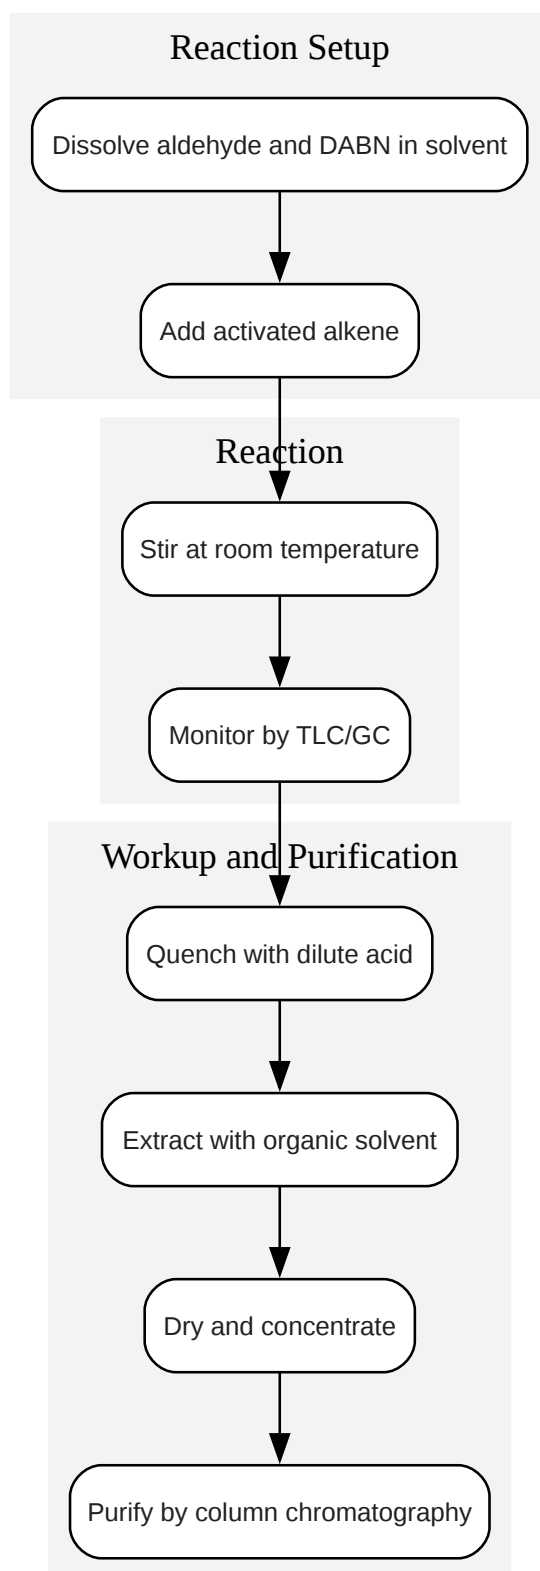 Reaction Setup
Dissolve aldehyde and DABN in solvent
Add activated alkene
Reaction
Stir at room temperature
Monitor by TLC/GC
Workup and Purification
Quench with dilute acid
Extract with organic solvent
Dry and concentrate
Purify by column chromatography